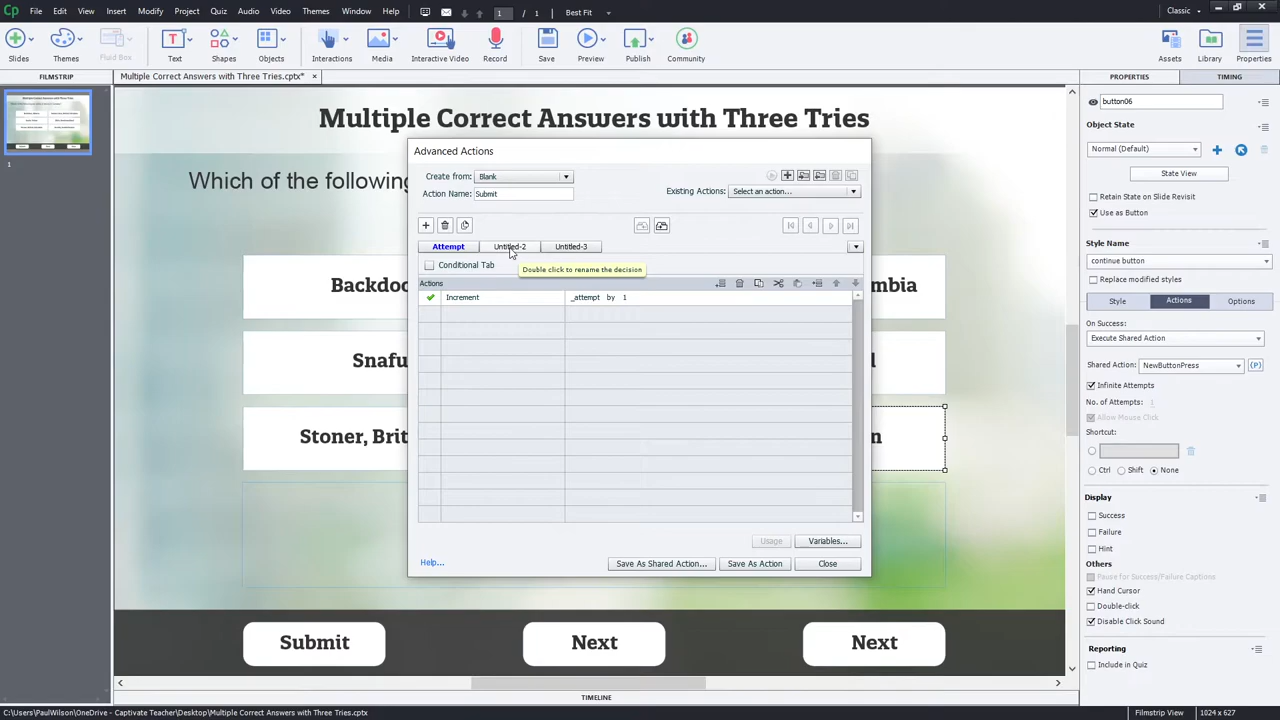 Cp File Edit View Insert Modify Project Quiz Audio Video Themes Window Help 1 / 1 Best Fit Classic
Slides Themes Fluid Box Text Shapes Objects Interactions Media Interactive Video Record Save Preview Publish Community Assets Library Properties
FILMSTRIP Multiple Correct Answers with Three Tries.cptx* PROPERTIES TIMING
1
Multiple Correct Answers with Three Tries
Which of the following
Backdoo
mbia
Snafu
d
Stoner, Brit
n
Submit Next Next
Advanced Actions
Create from: Blank
Action Name: Submit
Existing Actions: Select an action...
Attempt Untitled-2 Untitled-3
Conditional Tab
Double click to rename the decision
Actions
Increment _attempt by 1
Usage Variables...
Help... Save As Shared Action... Save As Action Close
button06
Object State
Normal (Default)
State View
Retain State on Slide Revisit
Use as Button
Style Name
continue button
Replace modified styles
Style Actions Options
On Success:
Execute Shared Action
Shared Action: NewButtonPress {P}
Infinite Attempts
No. of Attempts: 1
Allow Mouse Click
Shortcut:
Ctrl Shift None
Display
Success
Failure
Hint
Others
Pause for Success/Failure Captions
Hand Cursor
Double-click
Disable Click Sound
Reporting
Include in Quiz
TIMELINE
C:\Users\PaulWilson\OneDrive - Captivate Teacher\Desktop\Multiple Correct Answers with Three Tries.cptx Filmstrip View 1024 x 627